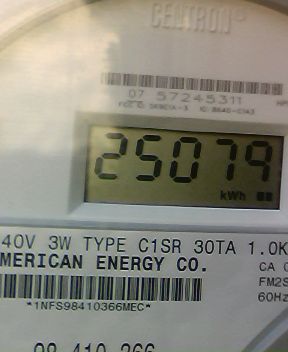 CENTRON®
07 57245311
25079
kWh
40V 3W TYPE C1SR 30TA 1.0K
MERICAN ENERGY CO.
CA
FM2S
60Hz
*1NFS98410366MEC*
98 410 366